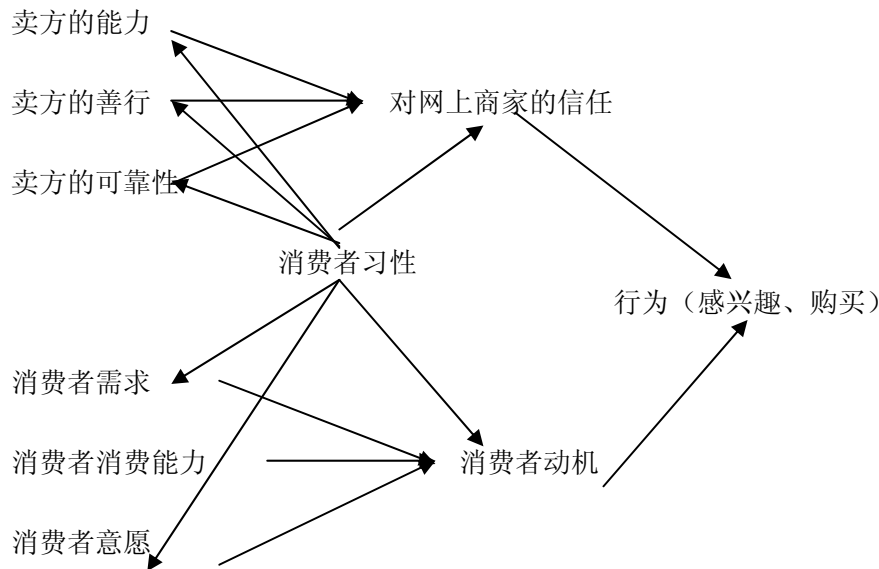 卖方的能力
卖方的善行
对网上商家的信任
卖方的可靠性
消费者习性
行为（感兴趣、购买）
消费者需求
消费者消费能力
消费者动机
消费者意愿